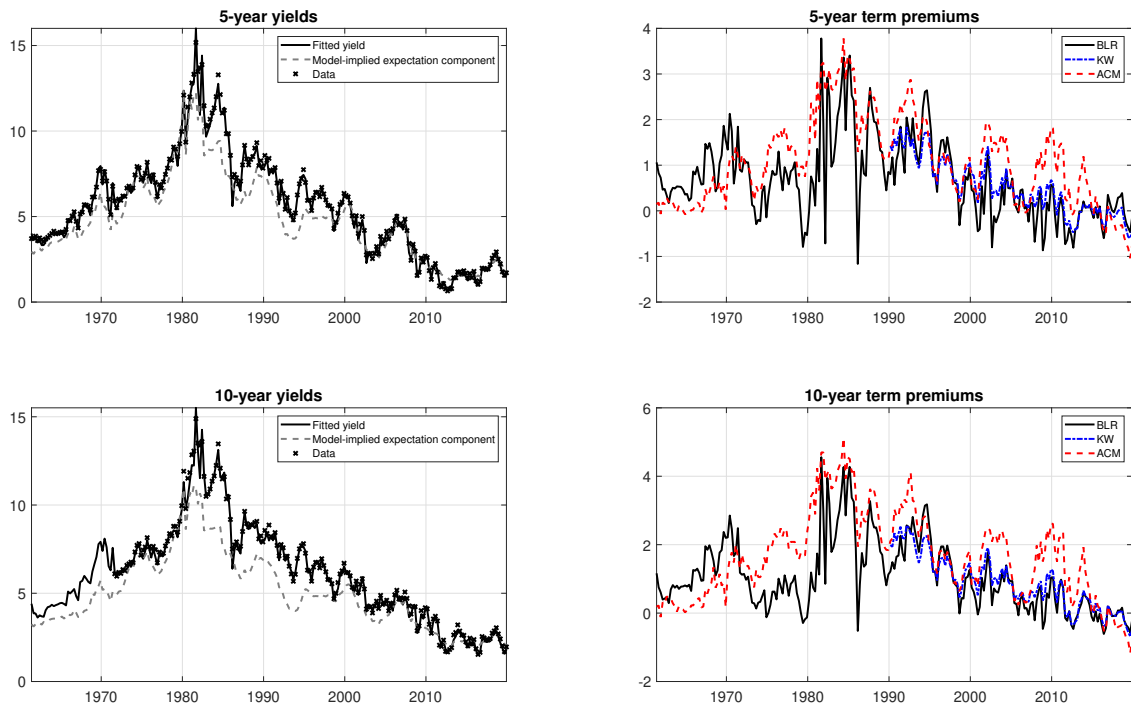 5-year yields
15
10
5
0
1970
1980
1990
2000
2010
Fitted yield
Model-implied expectation component
Data
5-year term premiums
4
3
2
1
0
-1
-2
1970
1980
1990
2000
2010
BLR
KW
ACM
10-year yields
15
10
5
0
1970
1980
1990
2000
2010
Fitted yield
Model-implied expectation component
Data
10-year term premiums
6
4
2
0
-2
1970
1980
1990
2000
2010
BLR
KW
ACM